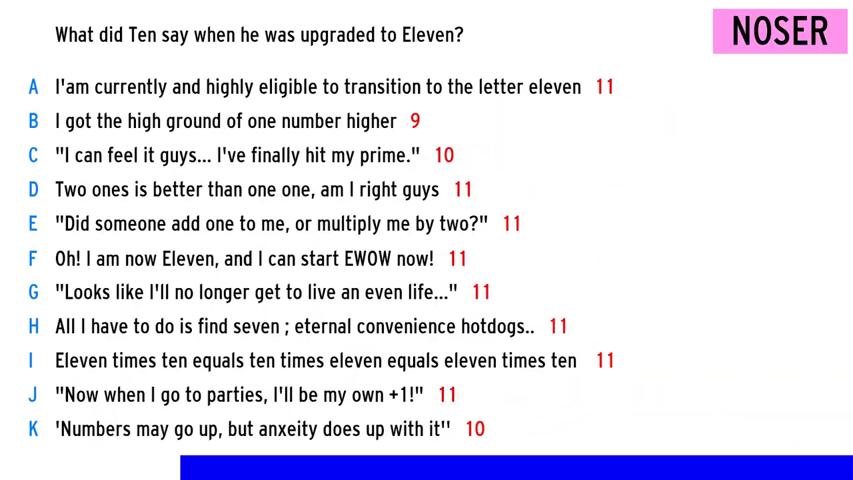 What did Ten say when he was upgraded to Eleven?
NOSER
A I'am currently and highly eligible to transition to the letter eleven 11
B I got the high ground of one number higher 9
C "I can feel it guys... I've finally hit my prime." 10
D Two ones is better than one one, am I right guys 11
E "Did someone add one to me, or multiply me by two?" 11
F Oh! I am now Eleven, and I can start EWOW now! 11
G "Looks like I'll no longer get to live an even life..." 11
H All I have to do is find seven ; eternal convenience hotdogs.. 11
I Eleven times ten equals ten times eleven equals eleven times ten 11
J "Now when I go to parties, I'll be my own +1!" 11
K 'Numbers may go up, but anxeity does up with it'' 10